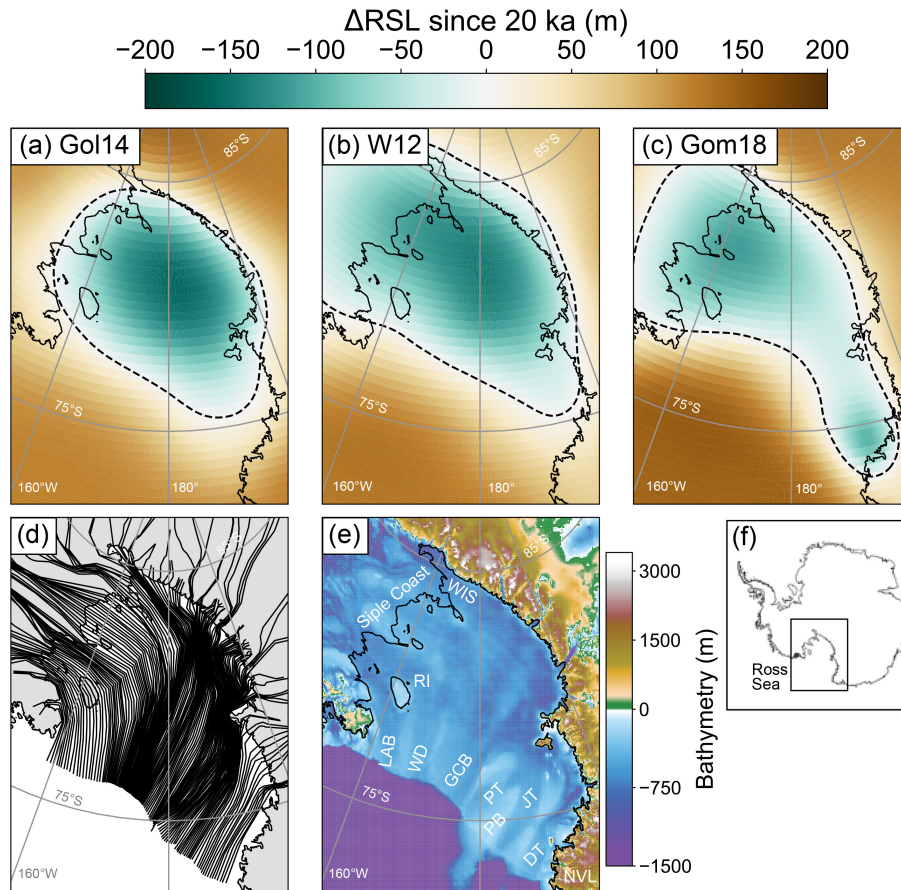 ΔRSL since 20 ka (m)
−200 −150 −100 −50 0 50 100 150 200
(a) Gol14
85°S
75°S
160°W
180°
(b) W12
85°S
75°S
160°W
180°
(c) Gom18
85°S
75°S
160°W
180°
(d)
85°S
75°S
160°W
(e)
85°S
Siple Coast
WIS
RI
LAB
WD
GCB
PT
JT
PB
DT
NVL
75°S
160°W
3000
1500
0
−750
−1500
Bathymetry (m)
(f)
Ross
Sea